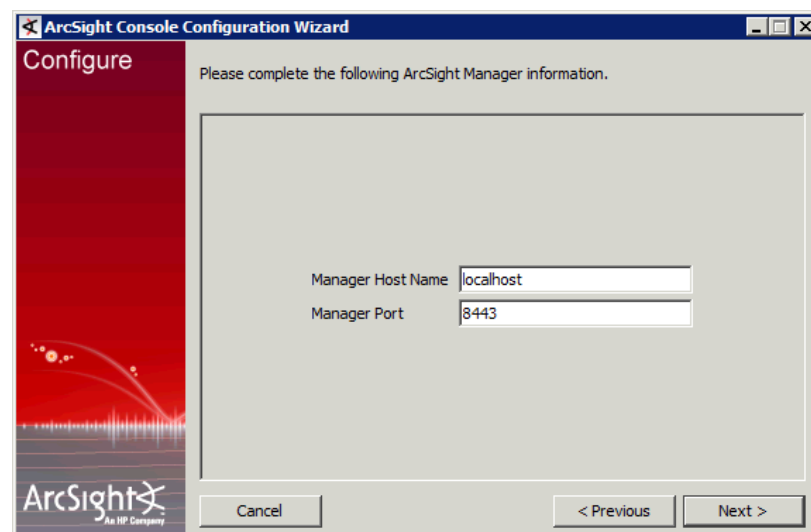 ArcSight Console Configuration Wizard
Configure
Please complete the following ArcSight Manager information.
Manager Host Name localhost
Manager Port 8443
ArcSight
An HP Company
Cancel < Previous Next >